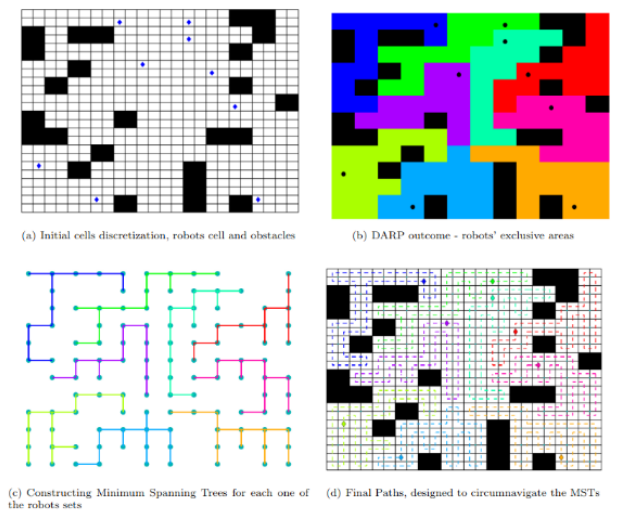 (a) Initial cells discretization, robots cell and obstacles
(b) DARP outcome - robots' exclusive areas
(c) Constructing Minimum Spanning Trees for each one of
the robots sets
(d) Final Paths, designed to circumnavigate the MSTs